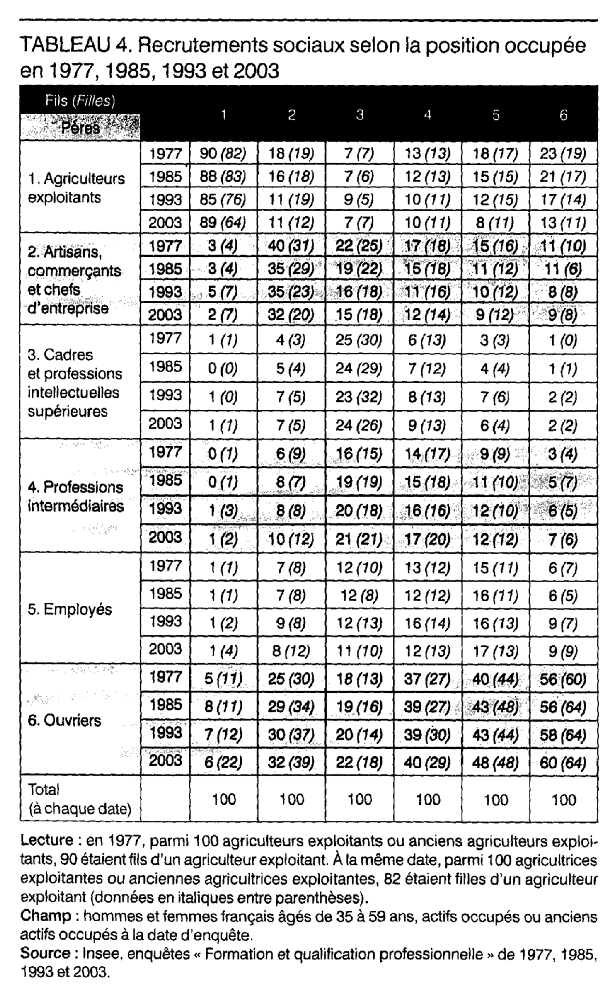 TABLEAU 4. Recrutements sociaux selon la position occupée
en 1977, 1985, 1993 et 2003
Fils (Filles)
Péres
1 2 3 4 5 6
1. Agriculteurs
exploitants
1977 90 (82) 18 (19) 7 (7) 13 (13) 18 (17) 23 (19)
1985 88 (83) 16 (18) 7 (6) 12 (13) 15 (15) 21 (17)
1993 85 (76) 11 (19) 9 (5) 10 (11) 12 (15) 17 (14)
2003 89 (64) 11 (12) 7 (7) 10 (11) 8 (11) 13 (11)
2. Artisans,
commerçants
et chefs
d'entreprise
1977 3 (4) 40 (31) 22 (25) 17 (18) 15 (16) 11 (10)
1985 3 (4) 35 (29) 19 (22) 15 (18) 11 (12) 11 (6)
1993 5 (7) 35 (23) 16 (18) 11 (16) 10 (12) 8 (8)
2003 2 (7) 32 (20) 15 (18) 12 (14) 9 (12) 9 (8)
3. Cadres
et professions
intellectuelles
supérieures
1977 1 (1) 4 (3) 25 (30) 6 (13) 3 (3) 1 (0)
1985 0 (0) 5 (4) 24 (29) 7 (12) 4 (4) 1 (1)
1993 1 (0) 7 (5) 23 (32) 8 (13) 7 (6) 2 (2)
2003 1 (1) 7 (5) 24 (26) 9 (13) 6 (4) 2 (2)
4. Professions
intermédiaires
1977 0 (1) 6 (9) 16 (15) 14 (17) 9 (9) 3 (4)
1985 0 (1) 8 (7) 19 (19) 15 (18) 11 (10) 5 (7)
1993 1 (3) 8 (8) 20 (18) 16 (16) 12 (10) 6 (5)
2003 1 (2) 10 (12) 21 (21) 17 (20) 12 (12) 7 (6)
5. Employés
1977 1 (1) 7 (8) 12 (10) 13 (12) 15 (11) 6 (7)
1985 1 (1) 7 (8) 12 (8) 12 (12) 16 (11) 6 (5)
1993 1 (2) 9 (8) 12 (13) 16 (14) 16 (13) 9 (7)
2003 1 (4) 8 (12) 11 (10) 12 (13) 17 (13) 9 (9)
6. Ouvriers
1977 5 (11) 25 (30) 18 (13) 37 (27) 40 (44) 56 (60)
1985 8 (11) 29 (34) 19 (16) 39 (27) 43 (48) 56 (64)
1993 7 (12) 30 (37) 20 (14) 39 (30) 43 (44) 58 (64)
2003 6 (22) 32 (39) 22 (18) 40 (29) 48 (48) 60 (64)
Total
(à chaque date)
100 100 100 100 100 100
Lecture : en 1977, parmi 100 agriculteurs exploitants ou anciens agriculteurs exploi-
tants, 90 étaient fils d'un agriculteur exploitant. À la même date, parmi 100 agricultrices
exploitantes ou anciennes agricultrices exploitantes, 82 étaient filles d'un agriculteur
exploitant (données en italiques entre parenthèses).
Champ : hommes et femmes français âgés de 35 à 59 ans, actifs occupés ou anciens
actifs occupés à la date d'enquête.
Source : Insee, enquêtes « Formation et qualification professionnelle » de 1977, 1985,
1993 et 2003.